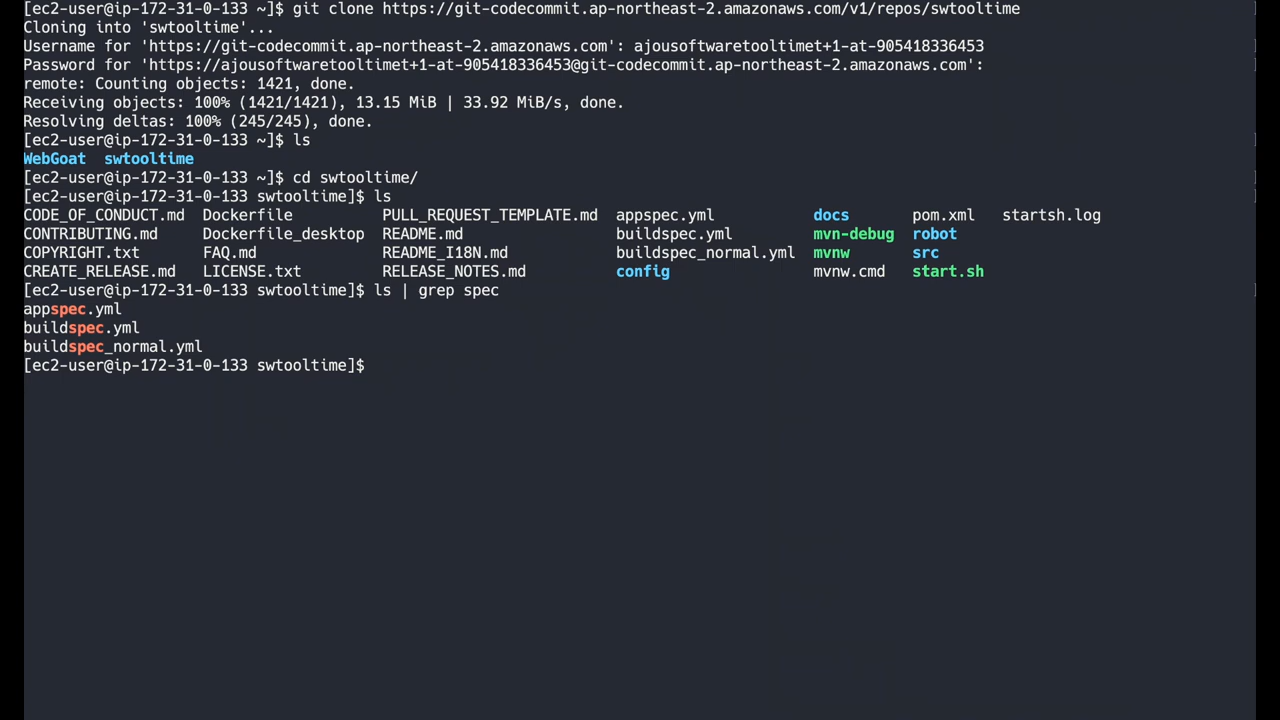 [ec2-user@ip-172-31-0-133 ~]$ git clone https://git-codecommit.ap-northeast-2.amazonaws.com/v1/repos/swtooltime
Cloning into 'swtooltime'...
Username for 'https://git-codecommit.ap-northeast-2.amazonaws.com': ajousoftwaretooltimet+1-at-905418336453
Password for 'https://ajousoftwaretooltimet+1-at-905418336453@git-codecommit.ap-northeast-2.amazonaws.com':
remote: Counting objects: 1421, done.
Receiving objects: 100% (1421/1421), 13.15 MiB | 33.92 MiB/s, done.
Resolving deltas: 100% (245/245), done.
[ec2-user@ip-172-31-0-133 ~]$ ls
WebGoat  swtooltime
[ec2-user@ip-172-31-0-133 ~]$ cd swtooltime/
[ec2-user@ip-172-31-0-133 swtooltime]$ ls
CODE_OF_CONDUCT.md  Dockerfile          PULL_REQUEST_TEMPLATE.md  appspec.yml           docs       pom.xml   startsh.log
CONTRIBUTING.md     Dockerfile_desktop  README.md                 buildspec.yml         mvn-debug  robot
COPYRIGHT.txt       FAQ.md              README_I18N.md            buildspec_normal.yml  mvnw       src
CREATE_RELEASE.md   LICENSE.txt         RELEASE_NOTES.md          config                mvnw.cmd   start.sh
[ec2-user@ip-172-31-0-133 swtooltime]$ ls | grep spec
appspec.yml
buildspec.yml
buildspec_normal.yml
[ec2-user@ip-172-31-0-133 swtooltime]$